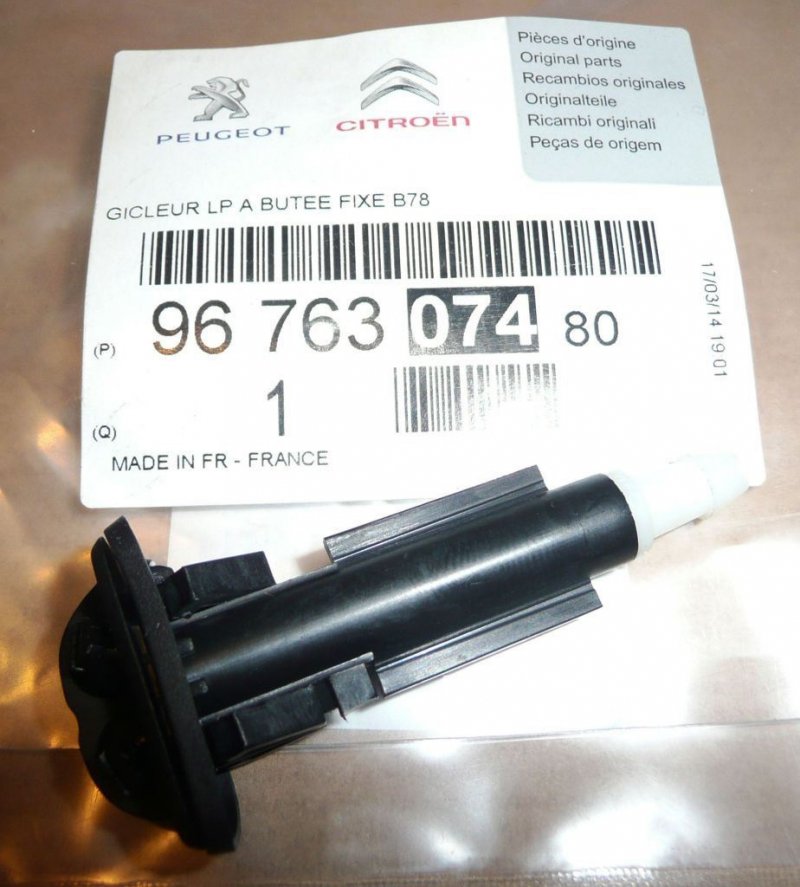 Pièces d'origine
Original parts
Recambios originales
Originalteile
Ricambi originali
Peças de origem
PEUGEOT
CITROËN
GICLEUR LP A BUTEE FIXE B78
(P) 96 763 074 80
(Q) 1
MADE IN FR - FRANCE
17/03/14 19 01